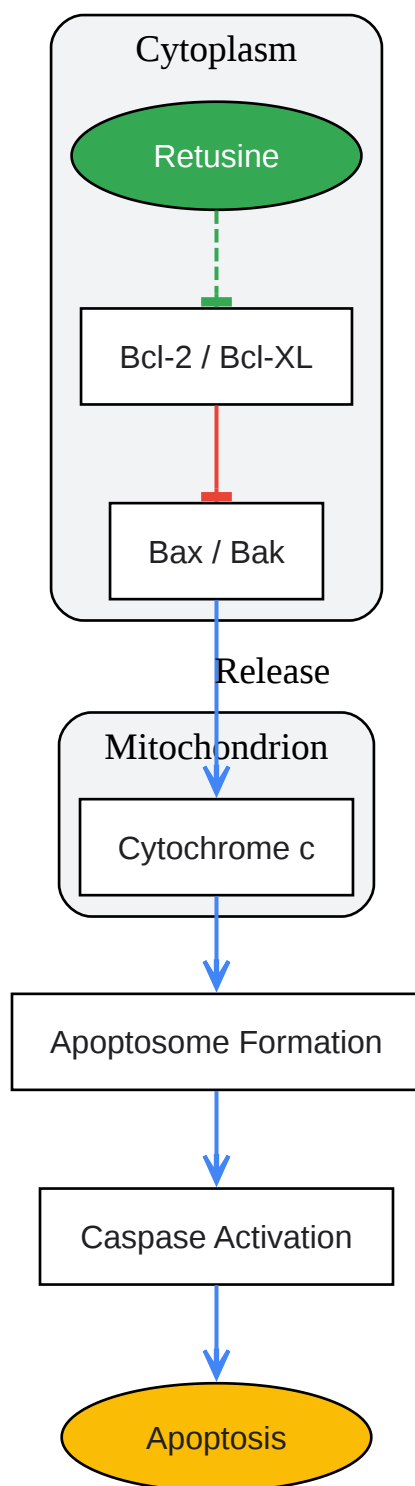 Cytoplasm
Retusine
Bcl-2 / Bcl-XL
Bax / Bak
Release
Mitochondrion
Cytochrome c
Apoptosome Formation
Caspase Activation
Apoptosis